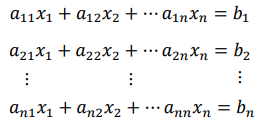 a₁₁x₁ + a₁₂x₂ + ⋯ a₁ₙxₙ = b₁
a₂₁x₁ + a₂₂x₂ + ⋯ a₂ₙxₙ = b₂
⋮ ⋮ ⋮
aₙ₁x₁ + aₙ₂x₂ + ⋯ aₙₙxₙ = bₙ